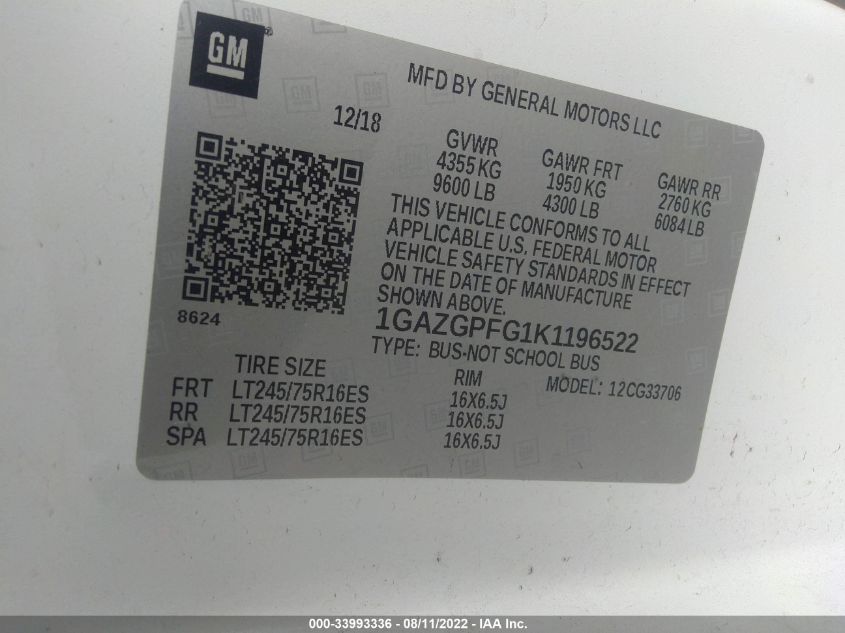 GM
MFD BY GENERAL MOTORS LLC
12/18
GVWR
4355 KG
9600 LB
GAWR FRT
1950 KG
4300 LB
GAWR RR
2760 KG
6084 LB
THIS VEHICLE CONFORMS TO ALL
APPLICABLE U.S. FEDERAL MOTOR
VEHICLE SAFETY STANDARDS IN EFFECT
ON THE DATE OF MANUFACTURE
SHOWN ABOVE.
8624
1GAZGPFG1K1196522
TYPE: BUS-NOT SCHOOL BUS
TIRE SIZE
RIM
MODEL: 12CG33706
FRT LT245/75R16ES 16X6.5J
RR LT245/75R16ES 16X6.5J
SPA LT245/75R16ES 16X6.5J
000-33993336 - 08/11/2022 - IAA Inc.